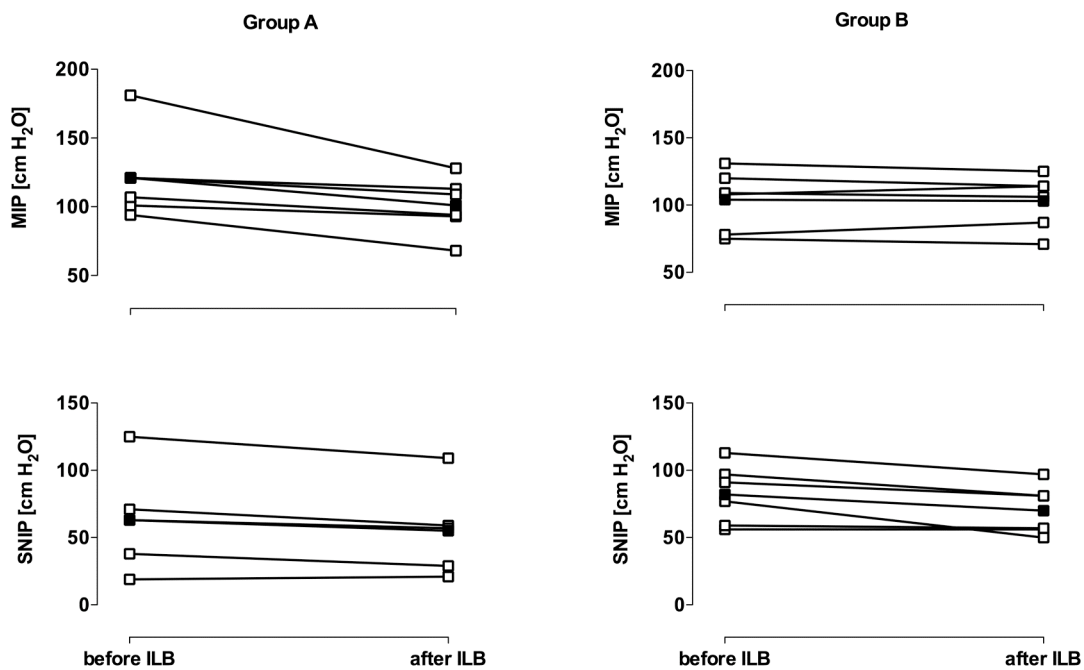 Group A
Group B
MIP [cm H₂O]
200
150
100
50
MIP [cm H₂O]
200
150
100
50
SNIP [cm H₂O]
150
100
50
0
before ILB
after ILB
SNIP [cm H₂O]
150
100
50
0
before ILB
after ILB